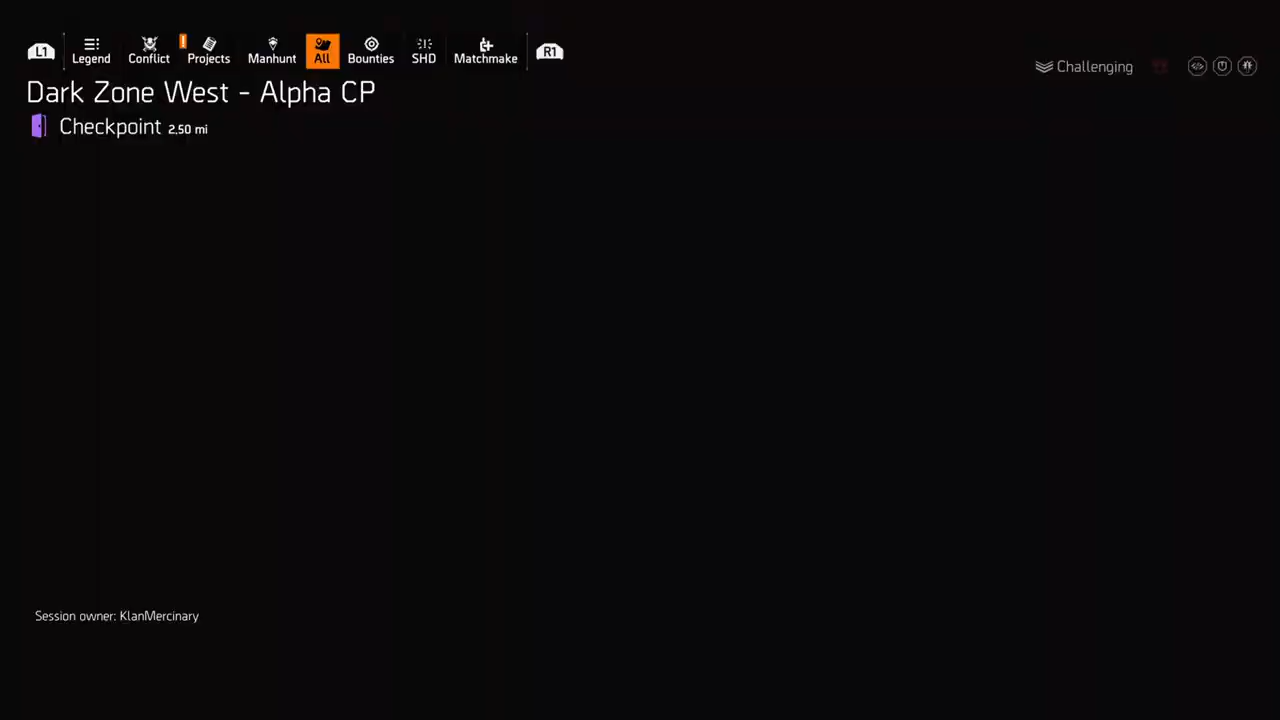 L1 Legend Conflict Projects Manhunt All Bounties SHD Matchmake R1
Challenging
Dark Zone West - Alpha CP
Checkpoint 2.50 mi
Session owner: KlanMercinary